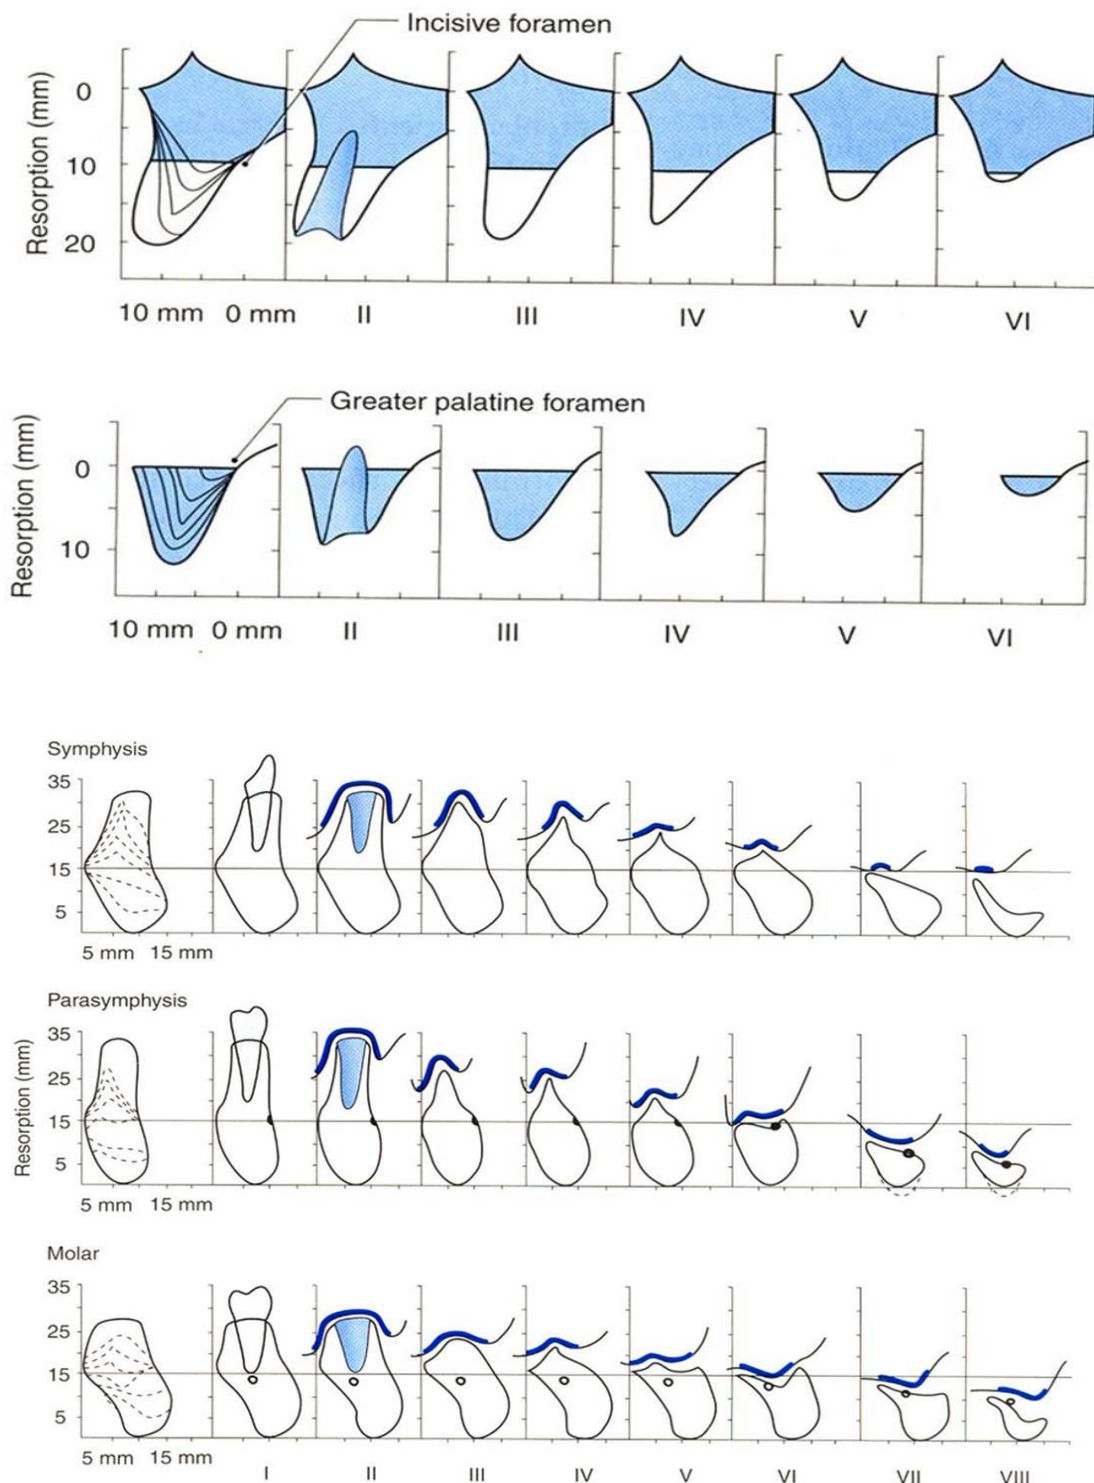 Incisive foramen
Resorption (mm)
0
10
20
10 mm 0 mm II III IV V VI
Greater palatine foramen
Resorption (mm)
0
10
10 mm 0 mm II III IV V VI
Symphysis
35
25
15
5
5 mm 15 mm
Parasymphysis
Resorption (mm)
35
25
15
5
5 mm 15 mm
Molar
35
25
15
5
5 mm 15 mm I II III IV V VI VII VIII